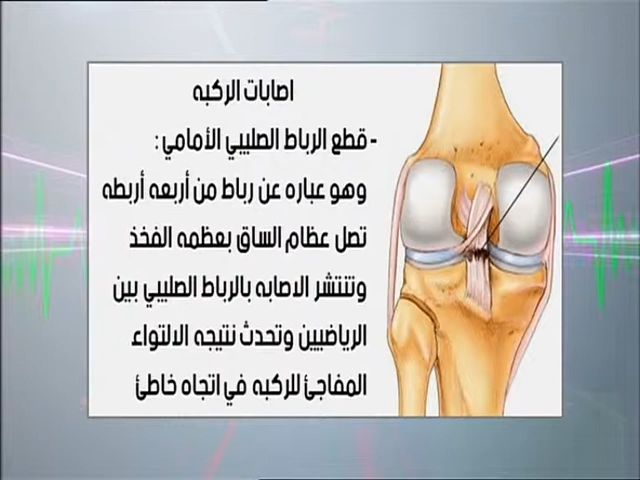 اصابات الركبه
- قطع الرباط الصليبي الأمامي :
وهو عباره عن رباط من أربعه أربطه
تصل عظام الساق بعظمه الفخذ
وتنتشر الاصابه بالرباط الصليبي بين
الرياضيين وتحدث نتيجه الالتواء
المفاجئ للركبه في اتجاه خاطئ